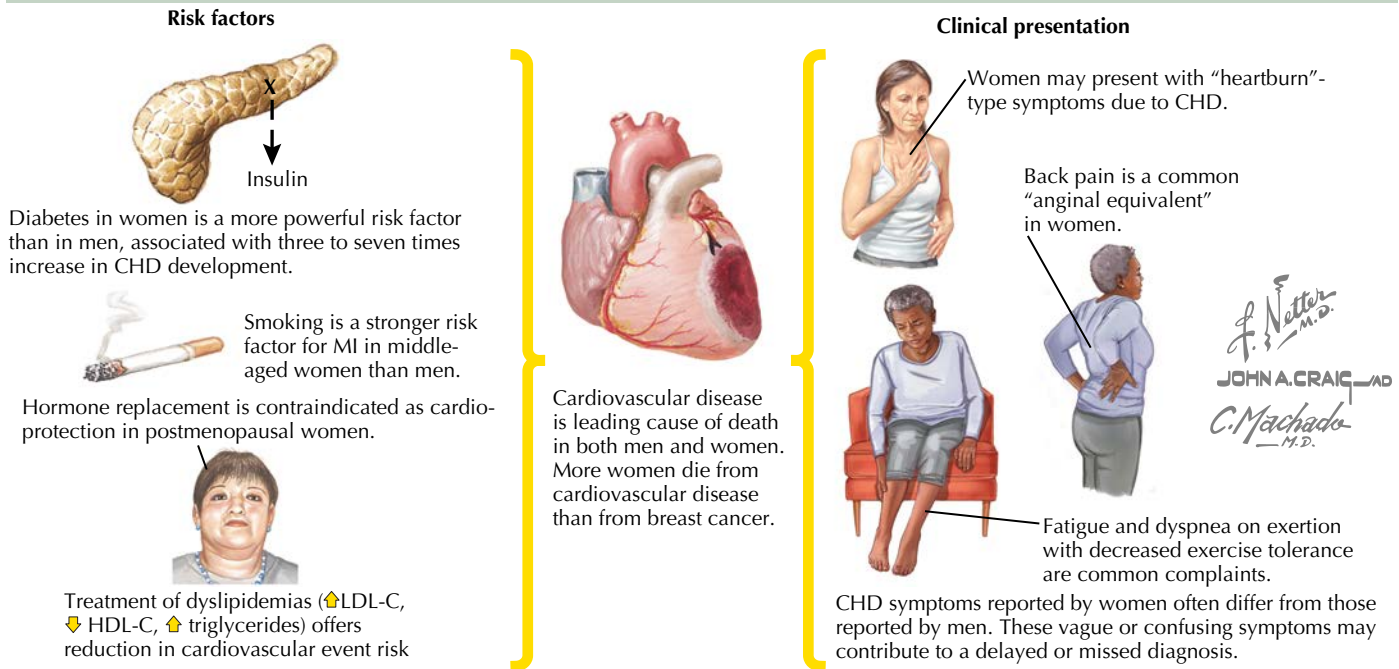 Risk factors
X
Insulin
Diabetes in women is a more powerful risk factor
than in men, associated with three to seven times
increase in CHD development.
Smoking is a stronger risk
factor for MI in middle-
aged women than men.
Hormone replacement is contraindicated as cardio-
protection in postmenopausal women.
Treatment of dyslipidemias (⬆LDL-C,
⬇ HDL-C, ⬆ triglycerides) offers
reduction in cardiovascular event risk
Cardiovascular disease
is leading cause of death
in both men and women.
More women die from
cardiovascular disease
than from breast cancer.
Clinical presentation
Women may present with “heartburn”-
type symptoms due to CHD.
Back pain is a common
“anginal equivalent”
in women.
Fatigue and dyspnea on exertion
with decreased exercise tolerance
are common complaints.
CHD symptoms reported by women often differ from those
reported by men. These vague or confusing symptoms may
contribute to a delayed or missed diagnosis.
F. Netter
M.D.
JOHN A. CRAIG—AD
C. Machado
—M.D.